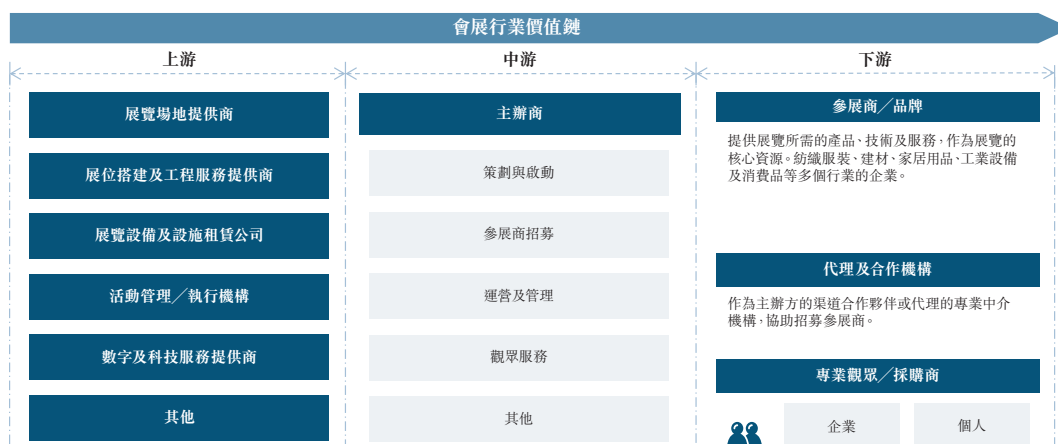 會展行業價值鏈
上游
中游
下游
展覽場地提供商
展位搭建及工程服務提供商
展覽設備及設施租賃公司
活動管理／執行機構
數字及科技服務提供商
其他
主辦商
策劃與啟動
參展商招募
運營及管理
觀眾服務
其他
參展商／品牌
提供展覽所需的產品、技術及服務，作為展覽的
核心資源。紡織服裝、建材、家居用品、工業設備
及消費品等多個行業的企業。
代理及合作機構
作為主辦方的渠道合作夥伴或代理的專業中介
機構，協助招募參展商。
專業觀眾／採購商
企業
個人